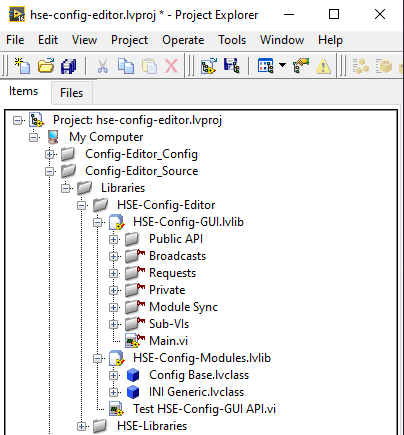 hse-config-editor.lvproj * - Project Explorer
File Edit View Project Operate Tools Window
Items Files
Project: hse-config-editor.lvproj
My Computer
Config-Editor_Config
Config-Editor_Source
Libraries
HSE-Config-Editor
HSE-Config-GUI.lvlib
Public API
Broadcasts
Requests
Private
Module Sync
Sub-VIs
Main.vi
HSE-Config-Modules.lvlib
Config Base.lvclass
INI Generic.lvclass
Test HSE-Config-GUI API.vi
HSE-Libraries